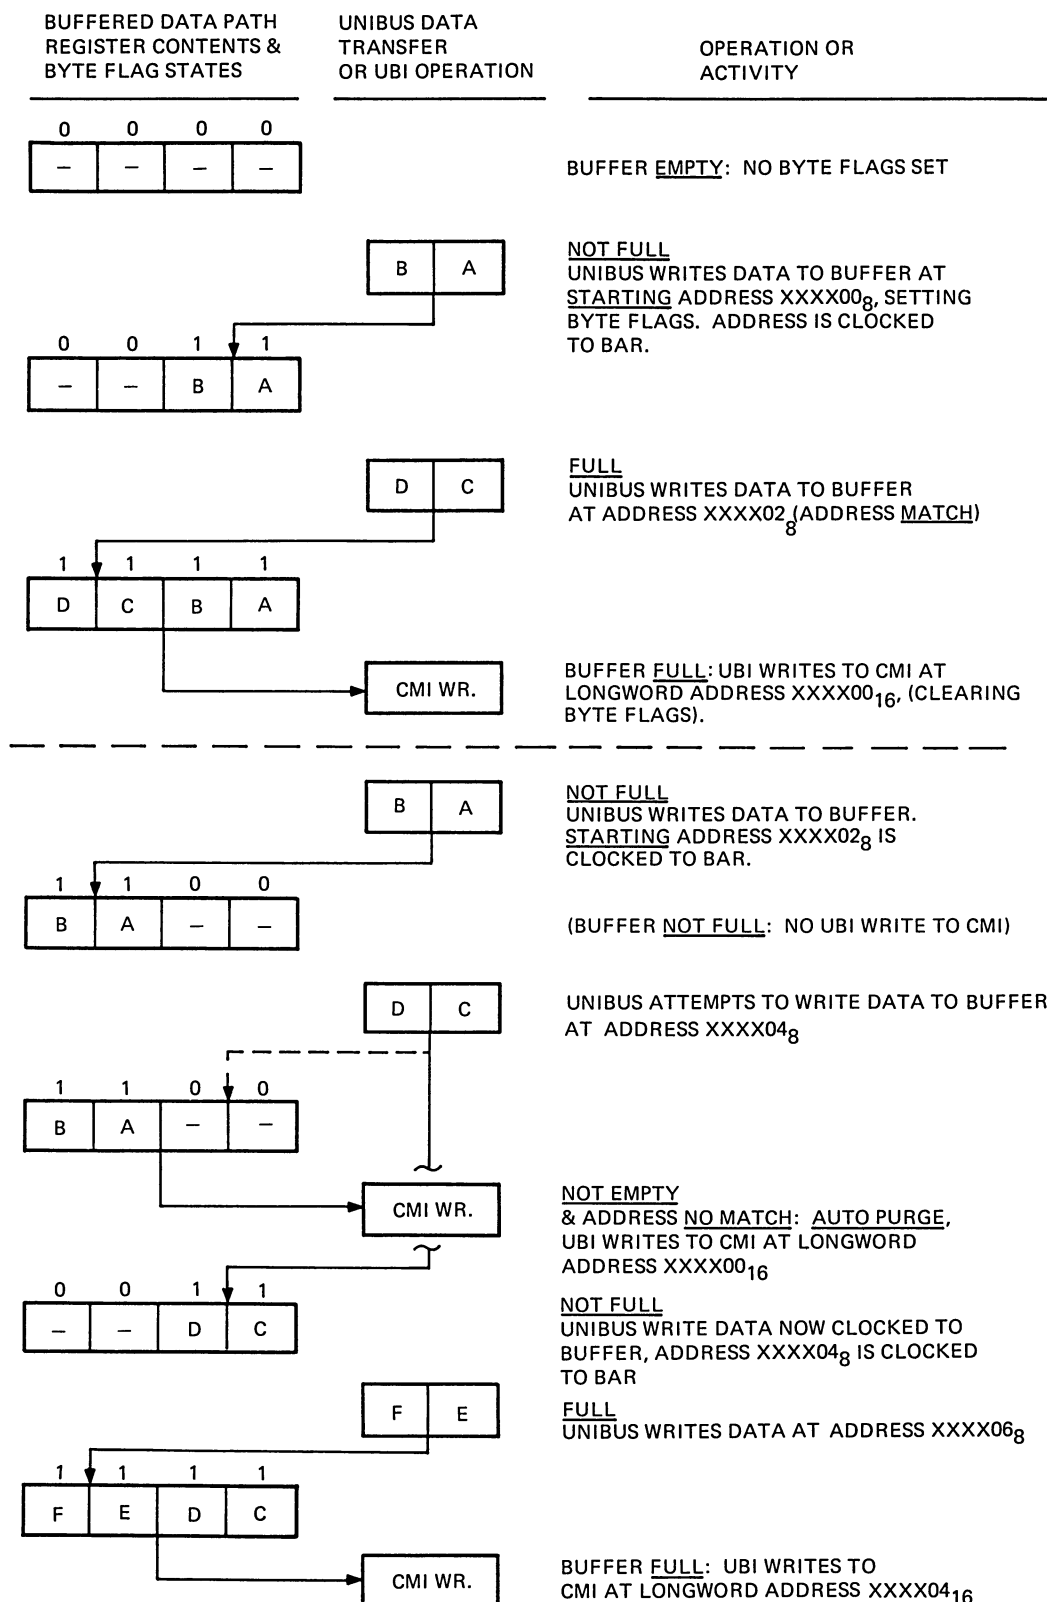 BUFFERED DATA PATH
REGISTER CONTENTS &
BYTE FLAG STATES
UNIBUS DATA
TRANSFER
OR UBI OPERATION
OPERATION OR
ACTIVITY
0 0 0 0
– – – –
BUFFER EMPTY: NO BYTE FLAGS SET
B A
NOT FULL
UNIBUS WRITES DATA TO BUFFER AT
STARTING ADDRESS XXXX00₈, SETTING
BYTE FLAGS. ADDRESS IS CLOCKED
TO BAR.
0 0 1 1
– – B A
D C
FULL
UNIBUS WRITES DATA TO BUFFER
AT ADDRESS XXXX02₈ (ADDRESS MATCH)
1 1 1 1
D C B A
CMI WR.
BUFFER FULL: UBI WRITES TO CMI AT
LONGWORD ADDRESS XXXX00₁₆, (CLEARING
BYTE FLAGS).
B A
NOT FULL
UNIBUS WRITES DATA TO BUFFER.
STARTING ADDRESS XXXX02₈ IS
CLOCKED TO BAR.
1 1 0 0
B A – –
(BUFFER NOT FULL: NO UBI WRITE TO CMI)
D C
UNIBUS ATTEMPTS TO WRITE DATA TO BUFFER
AT ADDRESS XXXX04₈
1 1 0 0
B A – –
CMI WR.
NOT EMPTY
& ADDRESS NO MATCH: AUTO PURGE,
UBI WRITES TO CMI AT LONGWORD
ADDRESS XXXX00₁₆
0 0 1 1
– – D C
NOT FULL
UNIBUS WRITE DATA NOW CLOCKED TO
BUFFER, ADDRESS XXXX04₈ IS CLOCKED
TO BAR
F E
FULL
UNIBUS WRITES DATA AT ADDRESS XXXX06₈
1 1 1 1
F E D C
CMI WR.
BUFFER FULL: UBI WRITES TO
CMI AT LONGWORD ADDRESS XXXX04₁₆